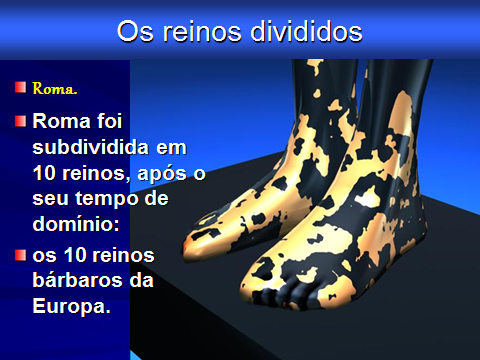 Os reinos divididos
Roma.
Roma foi
subdividida em
10 reinos, após o
seu tempo de
domínio:
os 10 reinos
bárbaros da
Europa.